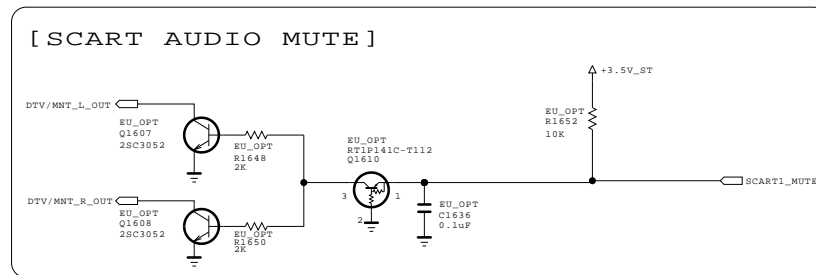 [SCART AUDIO MUTE]
+3.5V_ST
DTV/MNT_L_OUT
EU_OPT
Q1607
2SC3052
EU_OPT
R1648
2K
EU_OPT
RT1P141C-T112
Q1610
EU_OPT
R1652
10K
3
1
2
SCART1_MUTE
DTV/MNT_R_OUT
EU_OPT
Q1608
2SC3052
EU_OPT
R1650
2K
EU_OPT
C1636
0.1uF